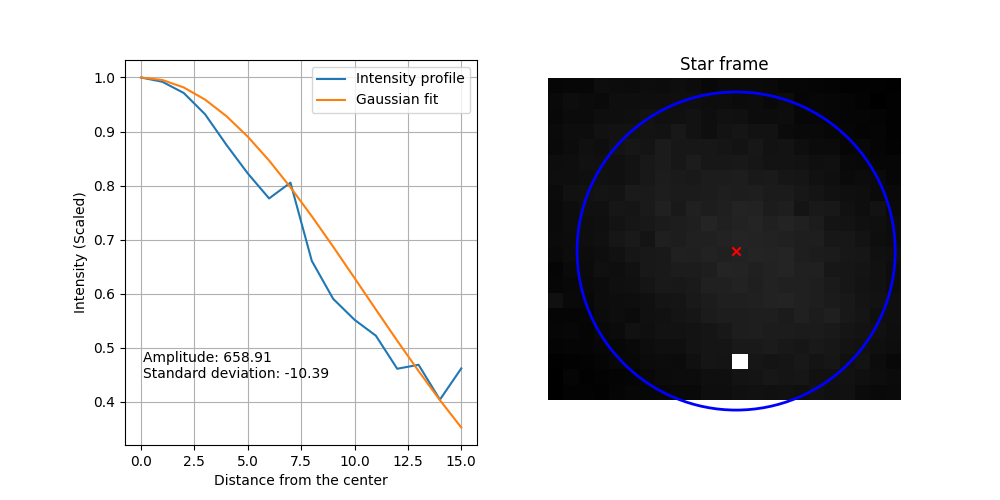 Star frame
Intensity profile
Gaussian fit
1.0
0.9
0.8
0.7
0.6
0.5
0.4
Intensity (Scaled)
Amplitude: 658.91
Standard deviation: -10.39
0.0 2.5 5.0 7.5 10.0 12.5 15.0
Distance from the center